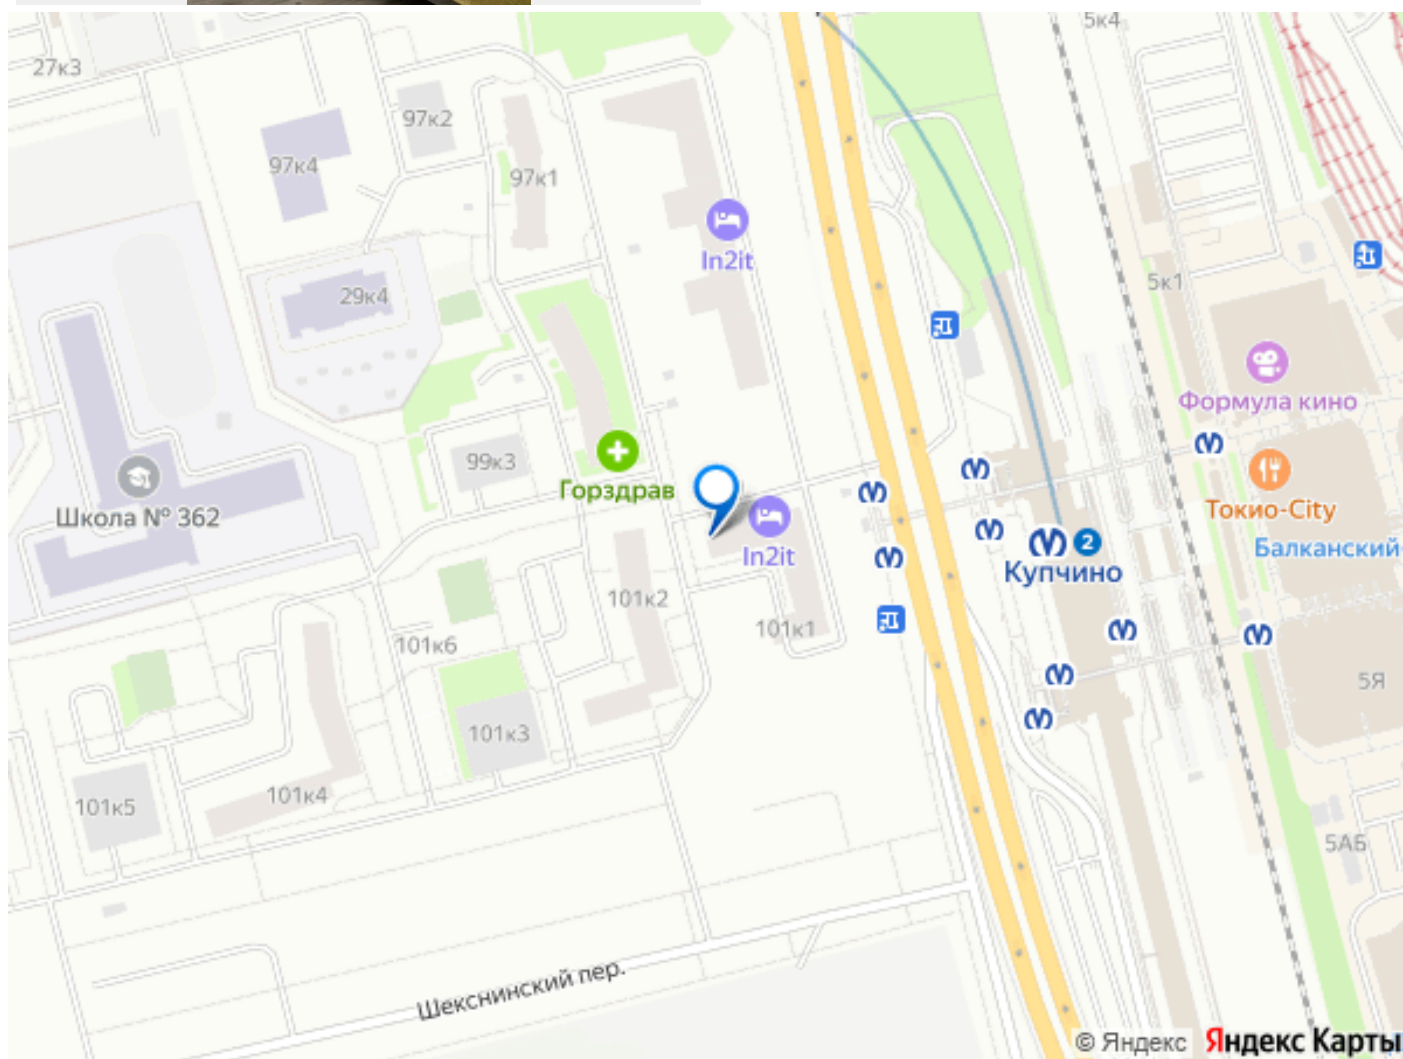 5к4
27к3
97к2
97к4
97к1
In2it
5к1
29к4
Формула кино
99к3
Горздрав
Школа № 362
Токио-City
In2it
2
Купчино
Балканский
101к2
101к1
101к6
5Я
101к3
101к4
101к5
5АБ
Шекснинский пер.
© Яндекс
Яндекс Карты